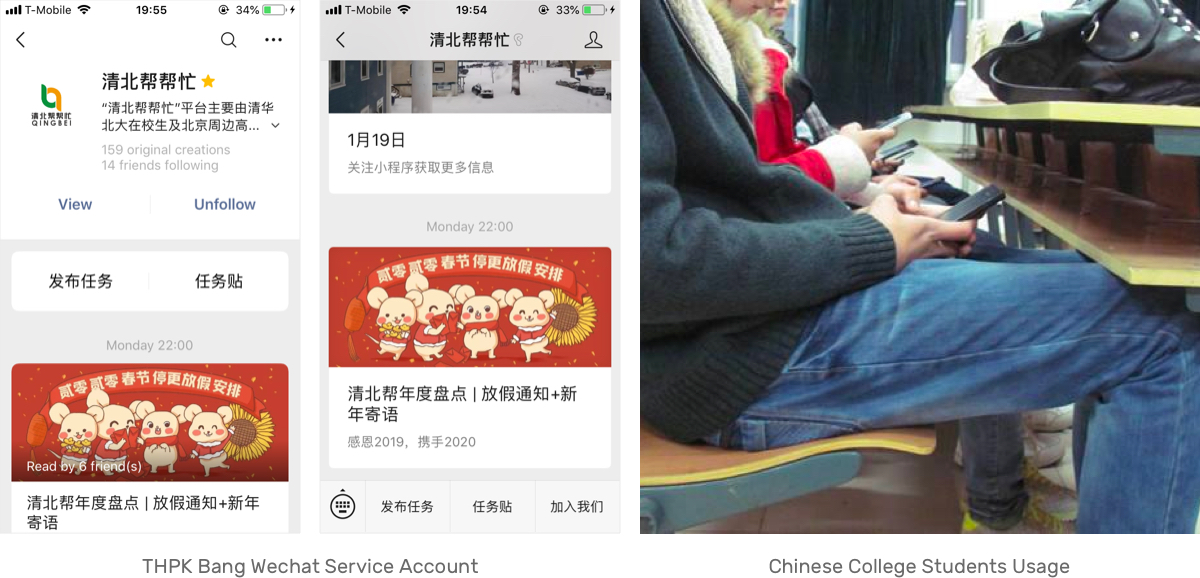 T-Mobile 19:55 34%
清北帮帮忙
清北帮帮忙
QINGBEI
“清北帮帮忙”平台主要由清华
北大在校生及北京周边高...
159 original creations
14 friends following
View Unfollow
发布任务 任务贴
Monday 22:00
贰零贰零 春节 停更放假安排
Read by 6 friend(s)
清北帮年度盘点 | 放假通知+新年
寄语
T-Mobile 19:54 33%
清北帮帮忙
1月19日
关注小程序获取更多信息
Monday 22:00
贰零贰零 春节 停更放假安排
清北帮年度盘点 | 放假通知+新
年寄语
感恩2019，携手2020
发布任务 任务贴 加入我们
THPK Bang Wechat Service Account
Chinese College Students Usage